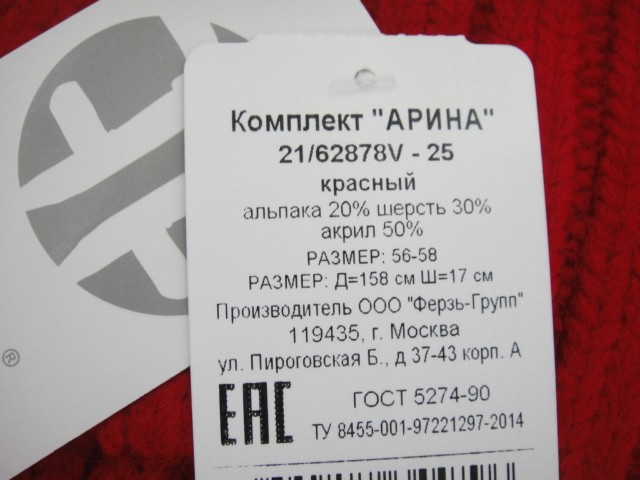 Комплект "АРИНА"
21/62878V - 25
красный
альпака 20% шерсть 30%
акрил 50%
РАЗМЕР: 56-58
РАЗМЕР: Д=158 см Ш=17 см
Производитель ООО "Ферзь-Групп"
119435, г. Москва
ул. Пироговская Б., д 37-43 корп. А
ЕАС
ГОСТ 5274-90
ТУ 8455-001-97221297-2014
®